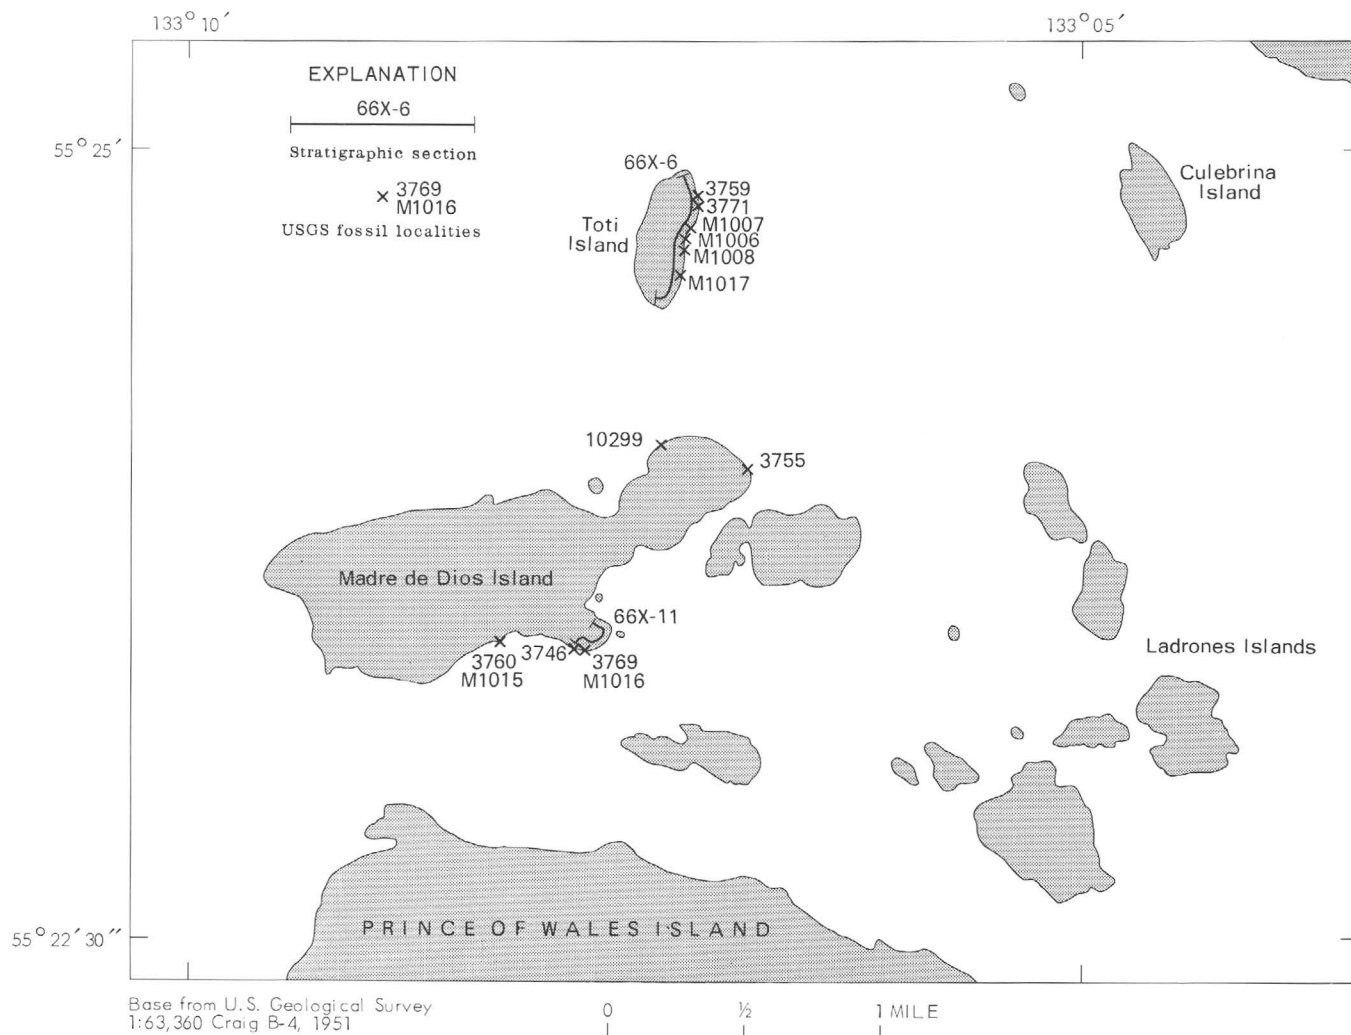 133° 10′
133° 05′
EXPLANATION
66X-6
Stratigraphic section
× 3769
M1016
USGS fossil localities
55° 25′
66X-6
3759
3771
M1007
M1006
M1008
M1017
Toti
Island
Culebrina
Island
10299
3755
Madre de Dios Island
66X-11
3760
M1015
3746
3769
M1016
Ladrones Islands
55° 22′ 30″
PRINCE OF WALES ISLAND
Base from U.S. Geological Survey
1:63,360 Craig B-4, 1951
0 ½ 1 MILE